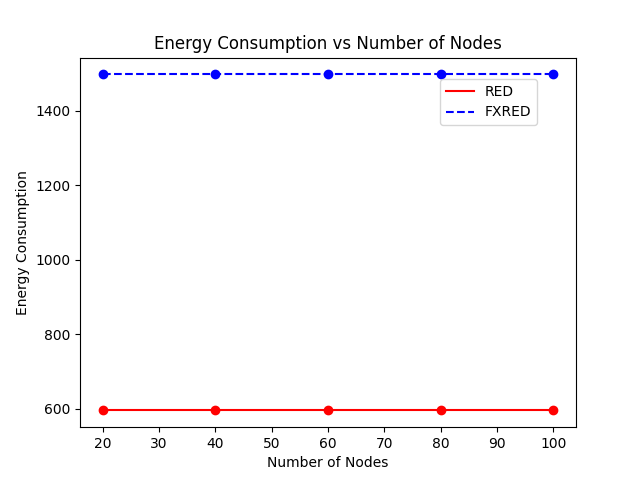 Energy Consumption vs Number of Nodes
RED
FXRED
1400
1200
1000
800
600
Energy Consumption
20 30 40 50 60 70 80 90 100
Number of Nodes